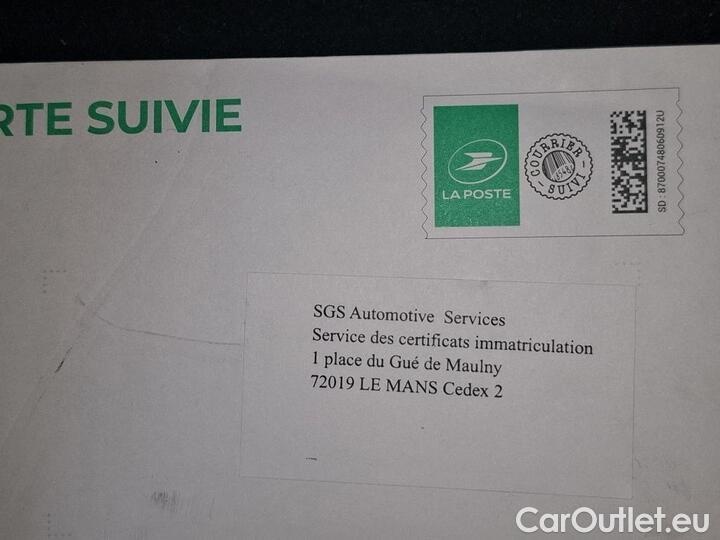 RTE SUIVIE
LA POSTE
COURRIER
SUIVI
SD : 87000748060912U
SGS Automotive Services
Service des certificats immatriculation
1 place du Gué de Maulny
72019 LE MANS Cedex 2
CarOutlet.eu